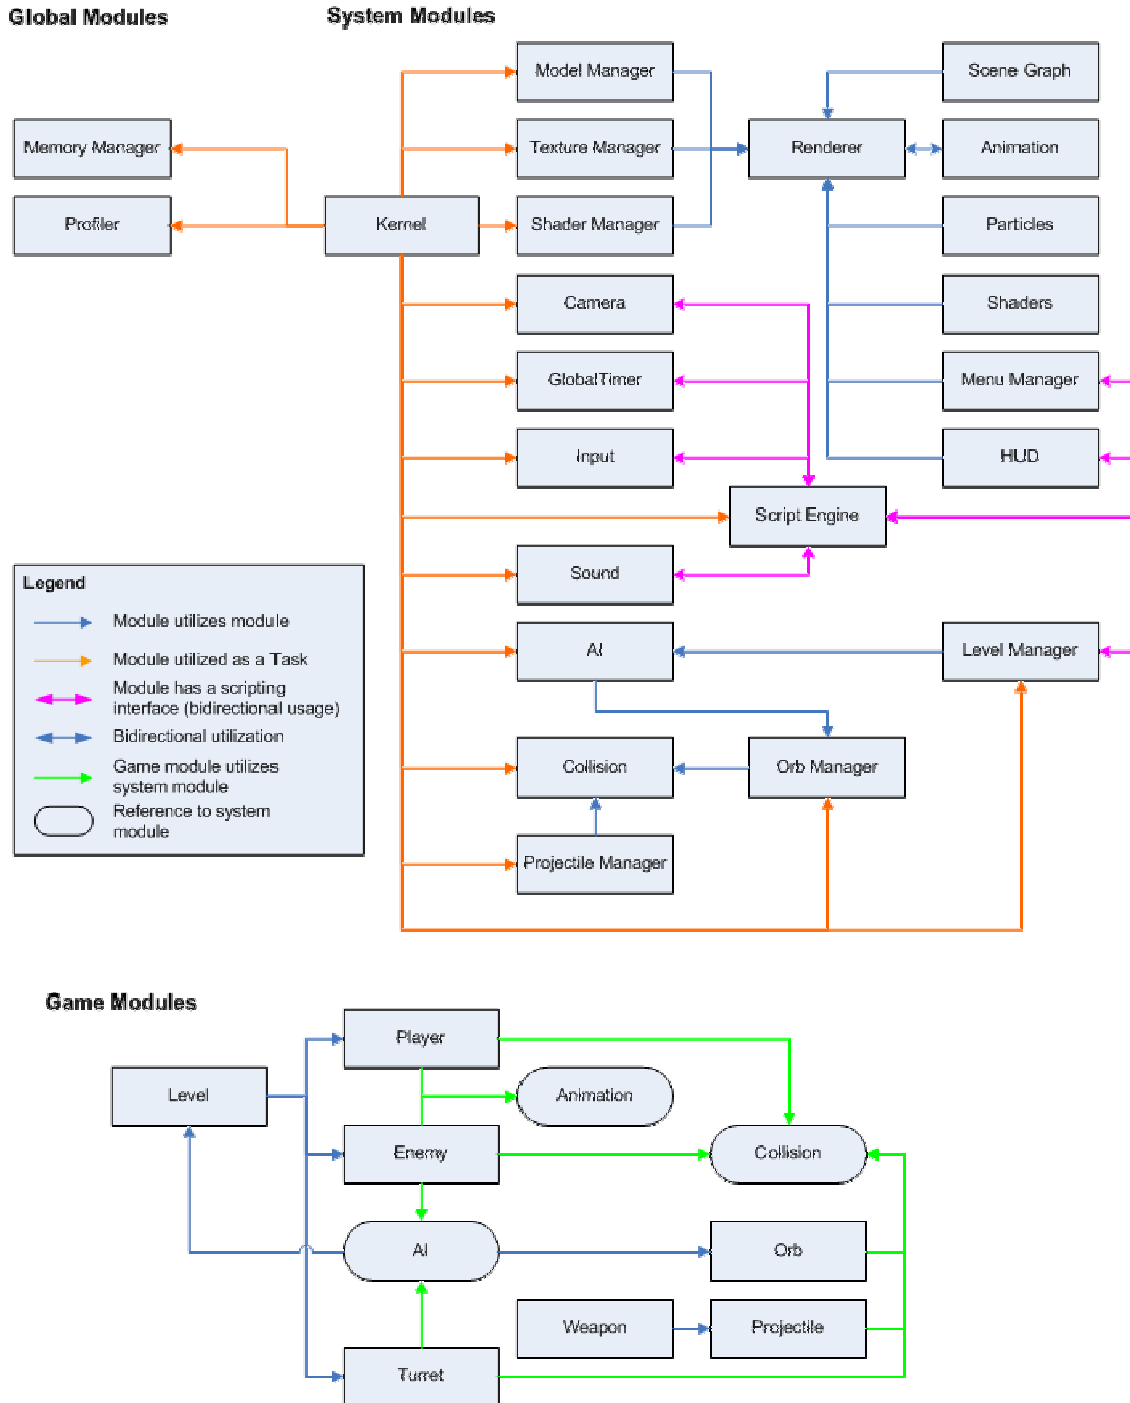 Global Modules
System Modules
Model Manager
Scene Graph
Memory Manager
Texture Manager
Renderer
Animation
Profiler
Kernel
Shader Manager
Particles
Camera
Shaders
GlobalTimer
Menu Manager
Input
HUD
Script Engine
Sound
Legend
Module utilizes module
Module utilized as a Task
Module has a scripting
interface (bidirectional usage)
Bidirectional utilization
Game module utilizes
system module
Reference to system
module
AI
Level Manager
Collision
Orb Manager
Projectile Manager
Game Modules
Player
Level
Animation
Enemy
Collision
AI
Orb
Weapon
Projectile
Turret